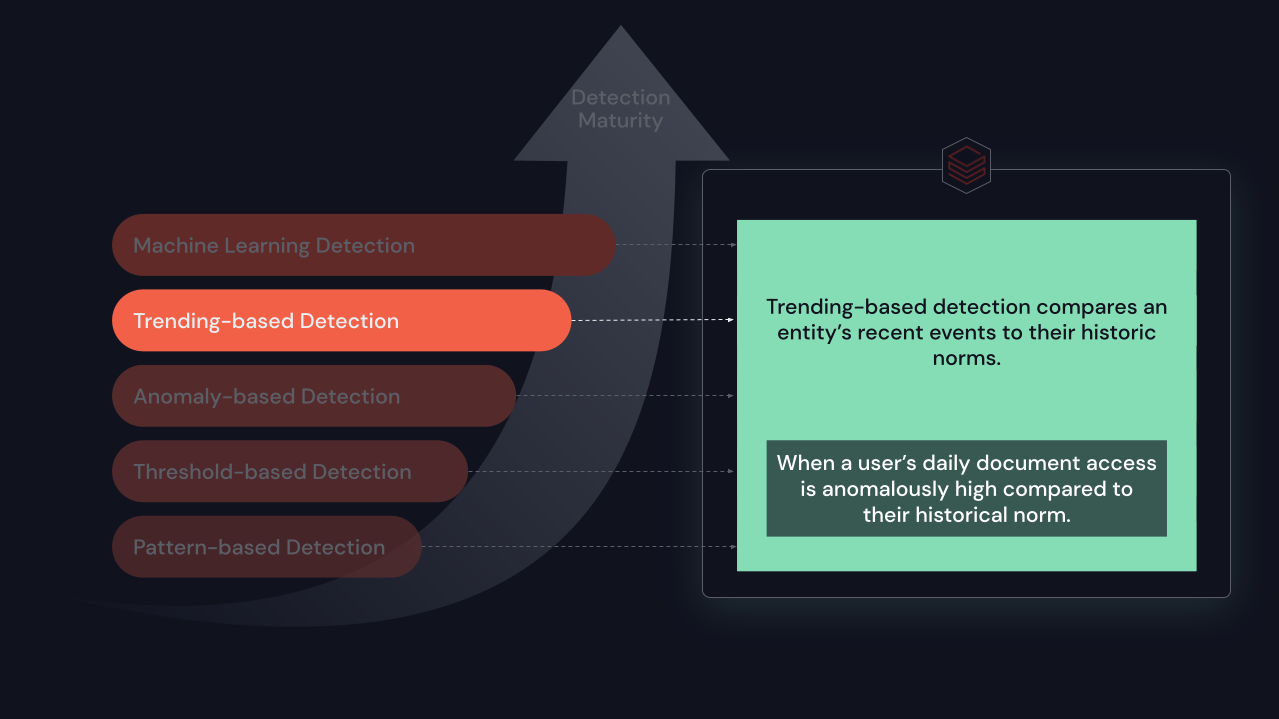 Detection
Maturity
Machine Learning Detection
Trending-based Detection
Anomaly-based Detection
Threshold-based Detection
Pattern-based Detection
Trending-based detection compares an
entity’s recent events to their historic
norms.
When a user’s daily document access
is anomalously high compared to
their historical norm.